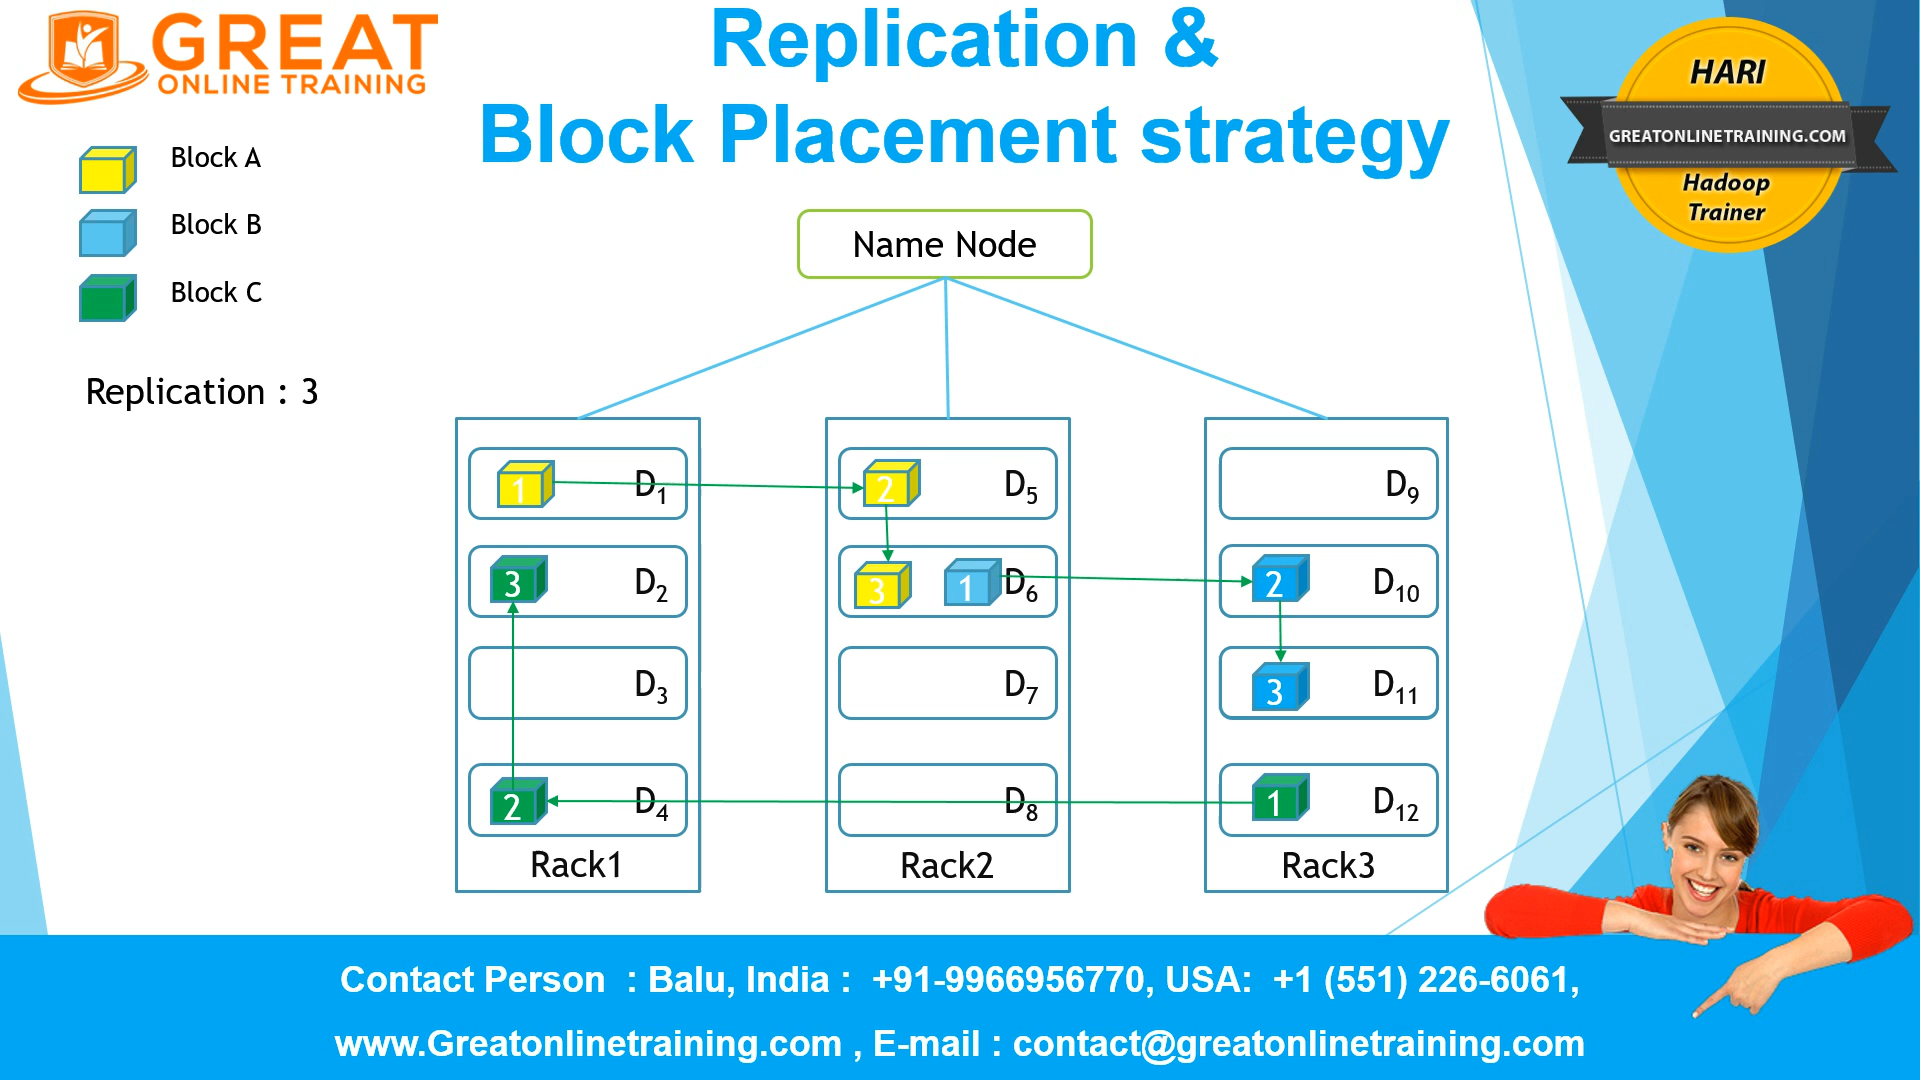 GREAT
ONLINE TRAINING
Replication &
Block Placement strategy
HARI
GREATONLINETRAINING.COM
Hadoop
Trainer
Block A
Block B
Block C
Replication : 3
Name Node
1 D1
2 D5
D9
3 D2
3 1 D6
2 D10
D3
D7
3 D11
2 D4
D8
1 D12
Rack1
Rack2
Rack3
Contact Person : Balu, India : +91-9966956770, USA: +1 (551) 226-6061,
www.Greatonlinetraining.com , E-mail : contact@greatonlinetraining.com